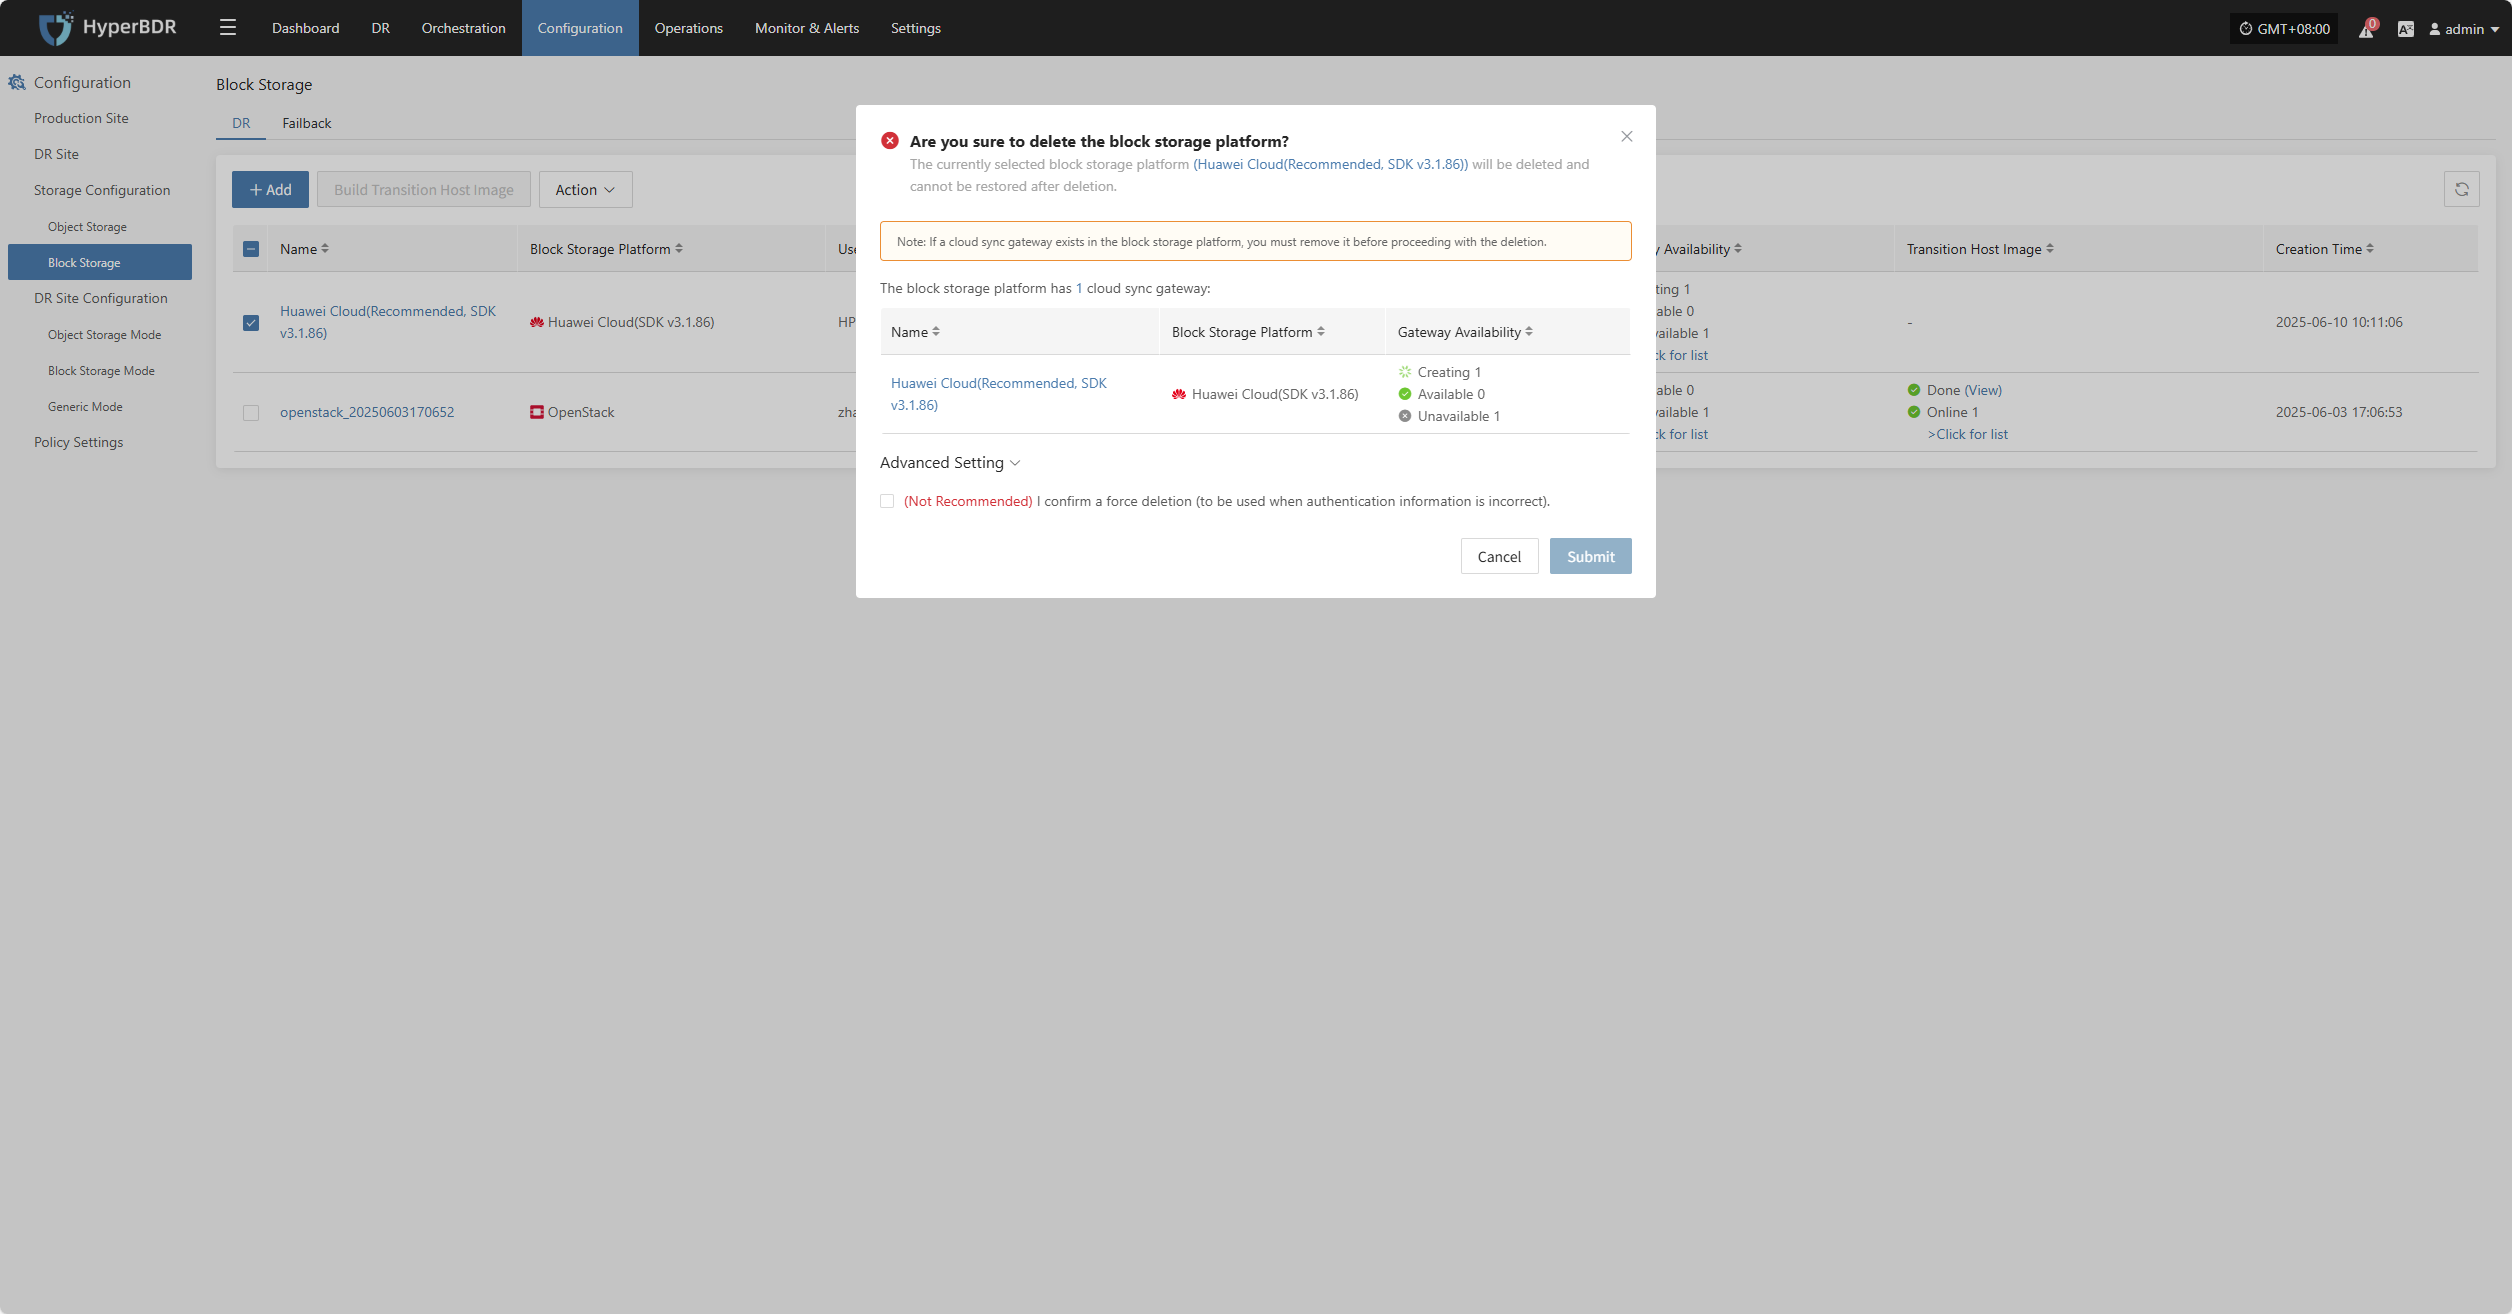 HyperBDR
Dashboard
DR
Orchestration
Configuration
Operations
Monitor & Alerts
Settings
GMT+08:00
0
admin
Configuration
Production Site
DR Site
Storage Configuration
Object Storage
Block Storage
DR Site Configuration
Object Storage Mode
Block Storage Mode
Generic Mode
Policy Settings
Block Storage
DR
Failback
+ Add
Build Transition Host Image
Action
Name
Block Storage Platform
Use
Availability
Transition Host Image
Creation Time
Huawei Cloud(Recommended, SDK
v3.1.86)
Huawei Cloud(SDK v3.1.86)
HP
ting 1
able 0
vailable 1
ck for list
-
2025-06-10 10:11:06
openstack_20250603170652
OpenStack
zha
able 0
vailable 1
ck for list
Done (View)
Online 1
>Click for list
2025-06-03 17:06:53
Are you sure to delete the block storage platform?
The currently selected block storage platform (Huawei Cloud(Recommended, SDK v3.1.86)) will be deleted and
cannot be restored after deletion.
Note: If a cloud sync gateway exists in the block storage platform, you must remove it before proceeding with the deletion.
The block storage platform has 1 cloud sync gateway:
Name
Block Storage Platform
Gateway Availability
Huawei Cloud(Recommended, SDK
v3.1.86)
Huawei Cloud(SDK v3.1.86)
Creating 1
Available 0
Unavailable 1
Advanced Setting
(Not Recommended) I confirm a force deletion (to be used when authentication information is incorrect).
Cancel
Submit